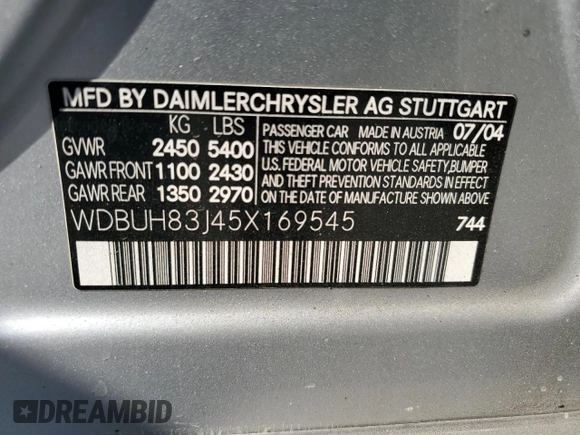 MFD BY DAIMLERCHRYSLER AG STUTTGART
KG LBS
GVWR 2450 5400
GAWR FRONT 1100 2430
GAWR REAR 1350 2970
PASSENGER CAR MADE IN AUSTRIA 07/04
THIS VEHICLE CONFORMS TO ALL APPLICABLE
U.S. FEDERAL MOTOR VEHICLE SAFETY, BUMPER
AND THEFT PREVENTION STANDARDS IN EFFECT
ON THE DATE OF MANUFACTURE SHOWN ABOVE
WDBUH83J45X169545 744
DREAMBID